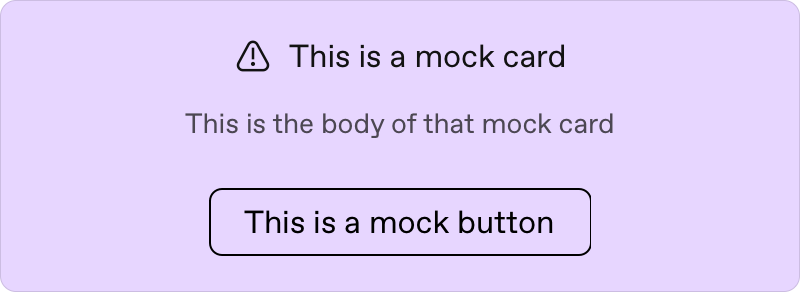 This is a mock card
This is the body of that mock card
This is a mock button